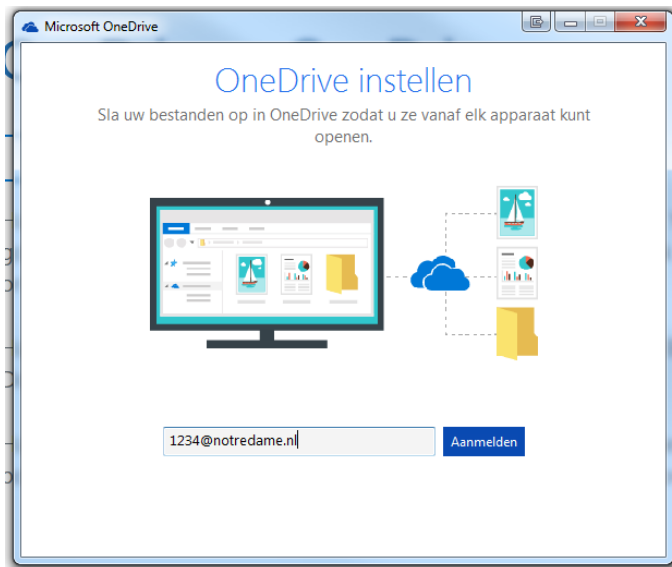 Microsoft OneDrive
OneDrive instellen
Sla uw bestanden op in OneDrive zodat u ze vanaf elk apparaat kunt
openen.
1234@notredame.nl
Aanmelden